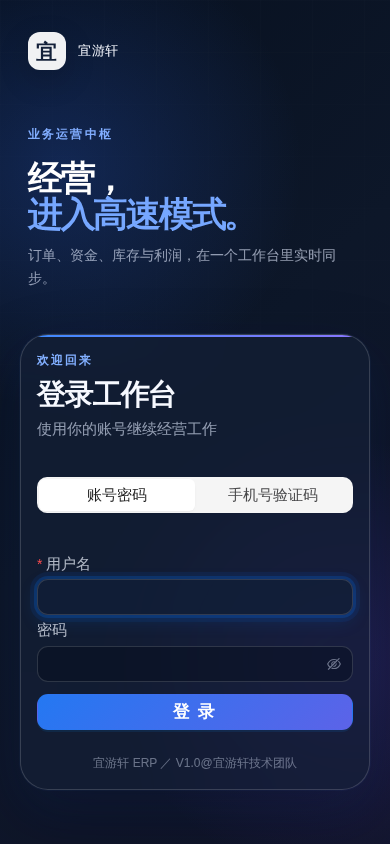 宜 宜游轩
业务运营中枢
经营，
进入高速模式。
订单、资金、库存与利润，在一个工作台里实时同
步。
欢迎回来
登录工作台
使用你的账号继续经营工作
账号密码 手机号验证码
* 用户名
密码
登 录
宜游轩 ERP ／ V1.0@宜游轩技术团队